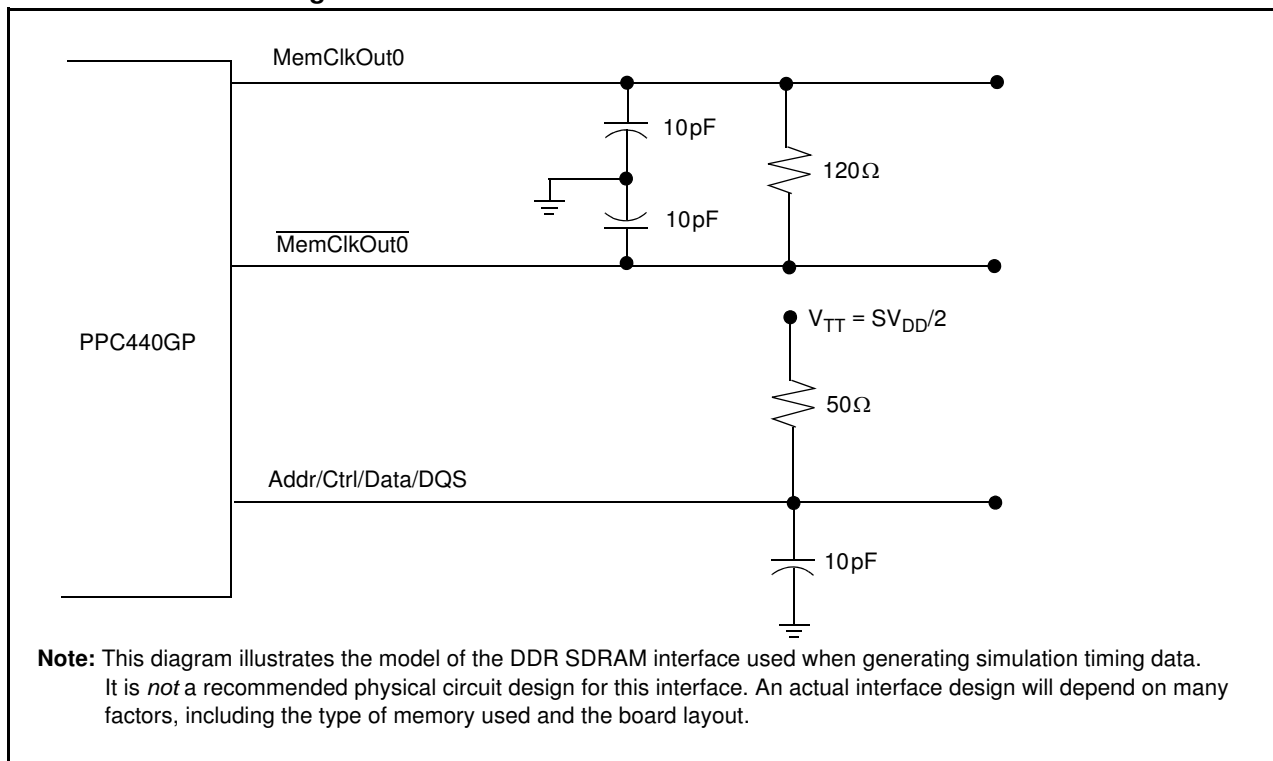 MemClkOut0
10pF
120Ω
10pF
MemClkOut0
V_TT = SV_DD/2
PPC440GP
50Ω
Addr/Ctrl/Data/DQS
10pF
Note: This diagram illustrates the model of the DDR SDRAM interface used when generating simulation timing data.
It is not a recommended physical circuit design for this interface. An actual interface design will depend on many
factors, including the type of memory used and the board layout.